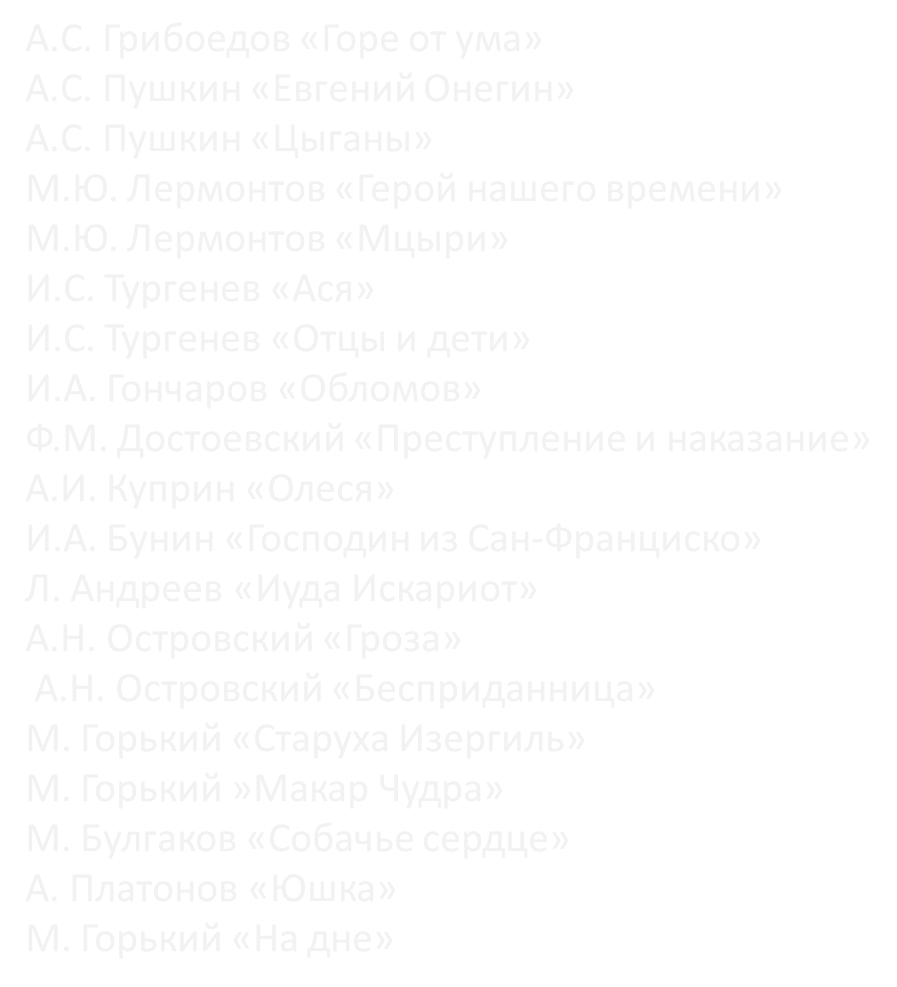 А.С. Грибоедов «Горе от ума»
А.С. Пушкин «Евгений Онегин»
А.С. Пушкин «Цыганы»
М.Ю. Лермонтов «Герой нашего времени»
М.Ю. Лермонтов «Мцыри»
И.С. Тургенев «Ася»
И.С. Тургенев «Отцы и дети»
И.А. Гончаров «Обломов»
Ф.М. Достоевский «Преступление и наказание»
А.И. Куприн «Олеся»
И.А. Бунин «Господин из Сан-Франциско»
Л. Андреев «Иуда Искариот»
А.Н. Островский «Гроза»
А.Н. Островский «Бесприданница»
М. Горький «Старуха Изергиль»
М. Горький »Макар Чудра»
М. Булгаков «Собачье сердце»
А. Платонов «Юшка»
М. Горький «На дне»